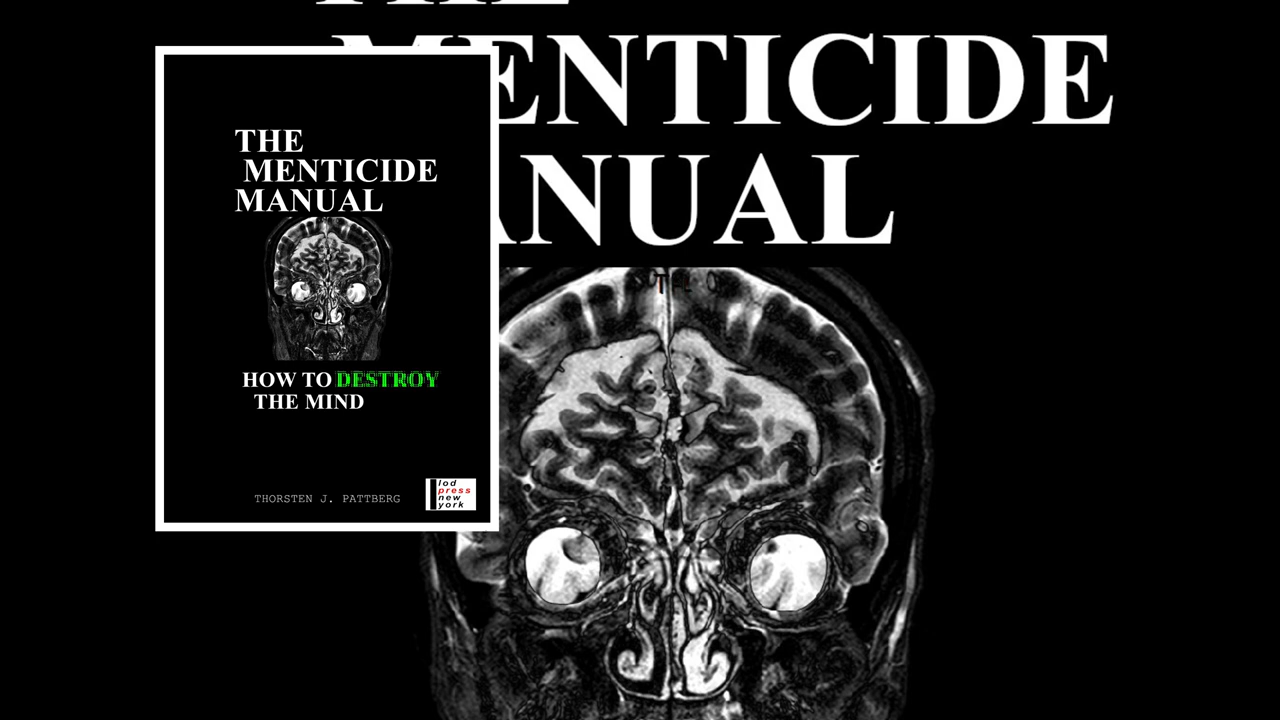 THE
MENTICIDE
MANUAL
HOW TO DESTROY
THE MIND
THORSTEN J. PATTBERG
lod
press
new
york
ENTICIDE
ANUAL